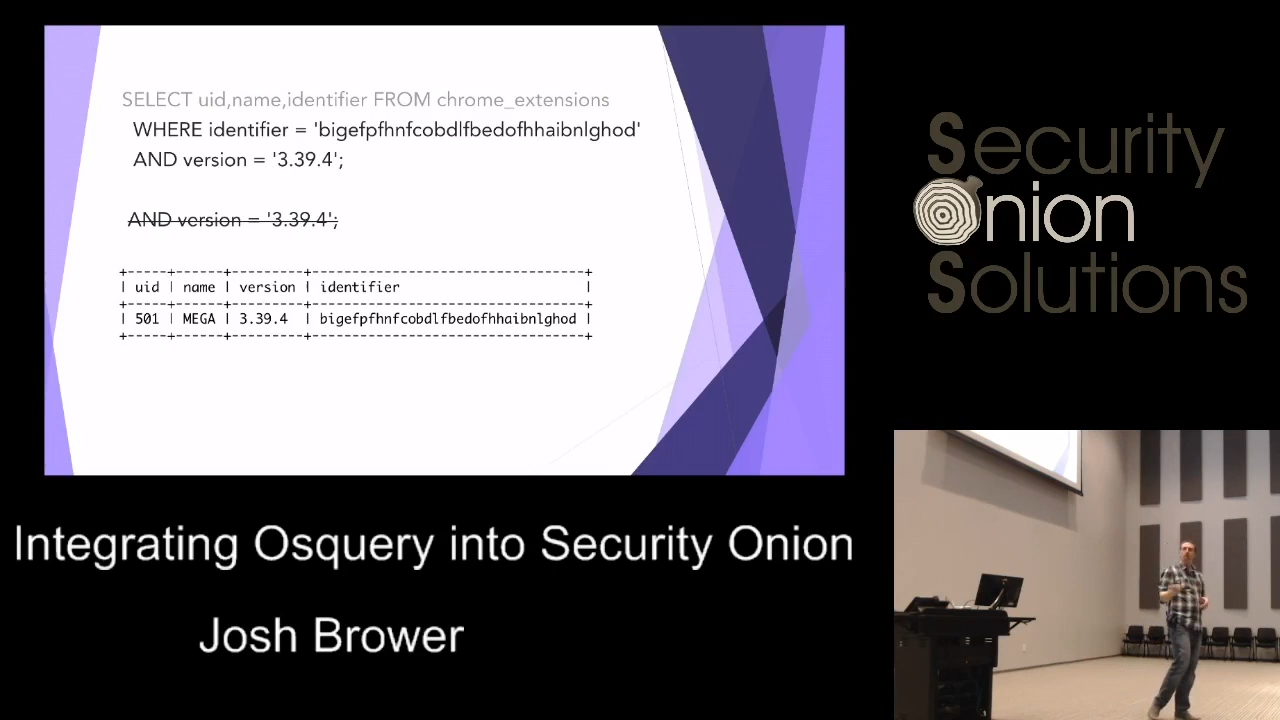 SELECT uid,name,identifier FROM chrome_extensions
WHERE identifier = 'bigefpfhnfcobdlfbedofhhaibnlghod'
AND version = '3.39.4';
AND version = '3.39.4';
+-----+------+---------+----------------------------------+
| uid | name | version | identifier |
+-----+------+---------+----------------------------------+
| 501 | MEGA | 3.39.4 | bigefpfhnfcobdlfbedofhhaibnlghod |
+-----+------+---------+----------------------------------+
Security
Onion
Solutions
Integrating Osquery into Security Onion
Josh Brower